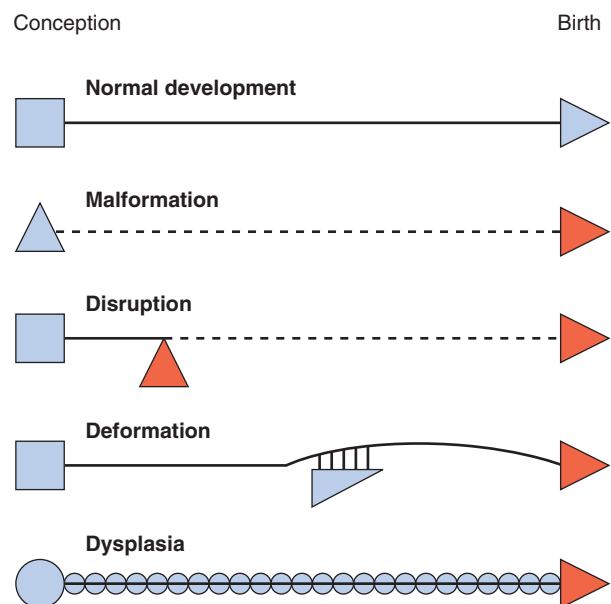 Conception Birth
Normal development
Malformation
Disruption
Deformation
Dysplasia